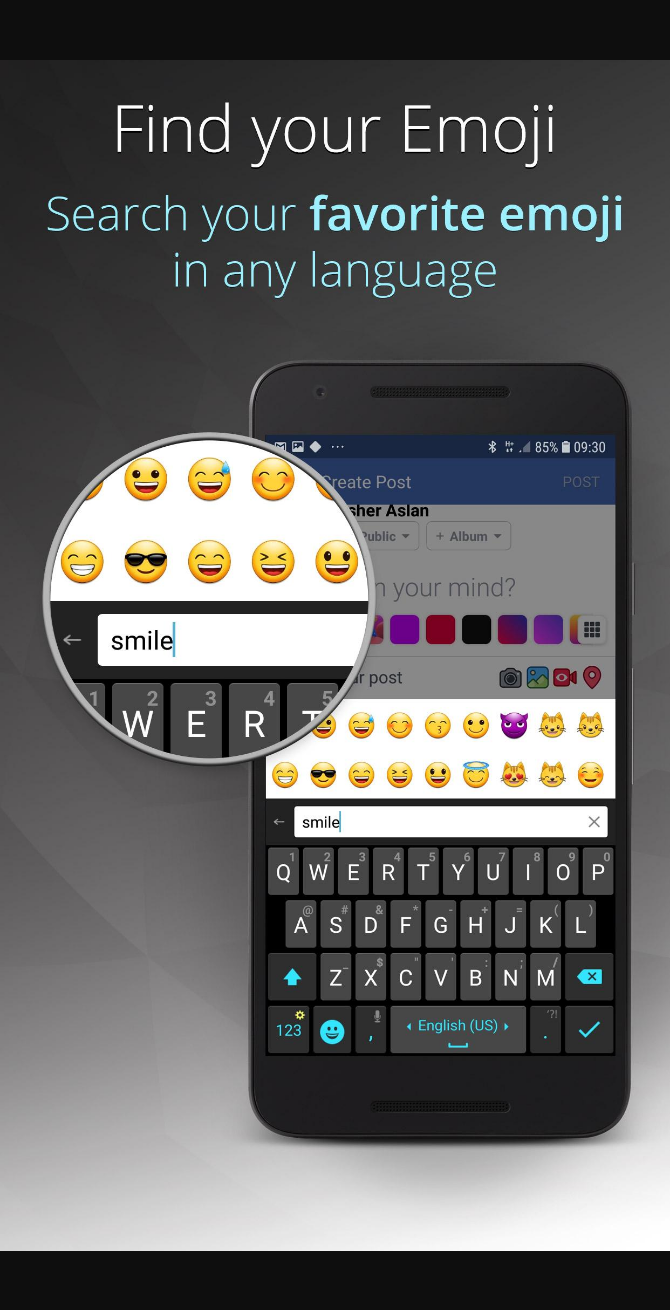 Find your Emoji
Search your favorite emoji
in any language
85% 09:30
Create Post POST
sher Aslan
Public + Album
n your mind?
ur post
smile
1 2 3 4 5
W E R T
smile
1 2 3 4 5 6 7 8 9 0
Q W E R T Y U I O P
@ # & * - + = ( )
A S D F G H J K L
_ $ " ' : ; /
Z X C V B N M
123 , English (US) . '?!